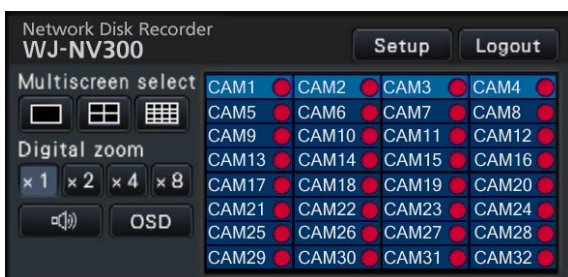 Network Disk Recorder
WJ-NV300
Setup Logout
Multiscreen select
Digital zoom
×1 ×2 ×4 ×8
OSD
CAM1 CAM2 CAM3 CAM4
CAM5 CAM6 CAM7 CAM8
CAM9 CAM10 CAM11 CAM12
CAM13 CAM14 CAM15 CAM16
CAM17 CAM18 CAM19 CAM20
CAM21 CAM22 CAM23 CAM24
CAM25 CAM26 CAM27 CAM28
CAM29 CAM30 CAM31 CAM32